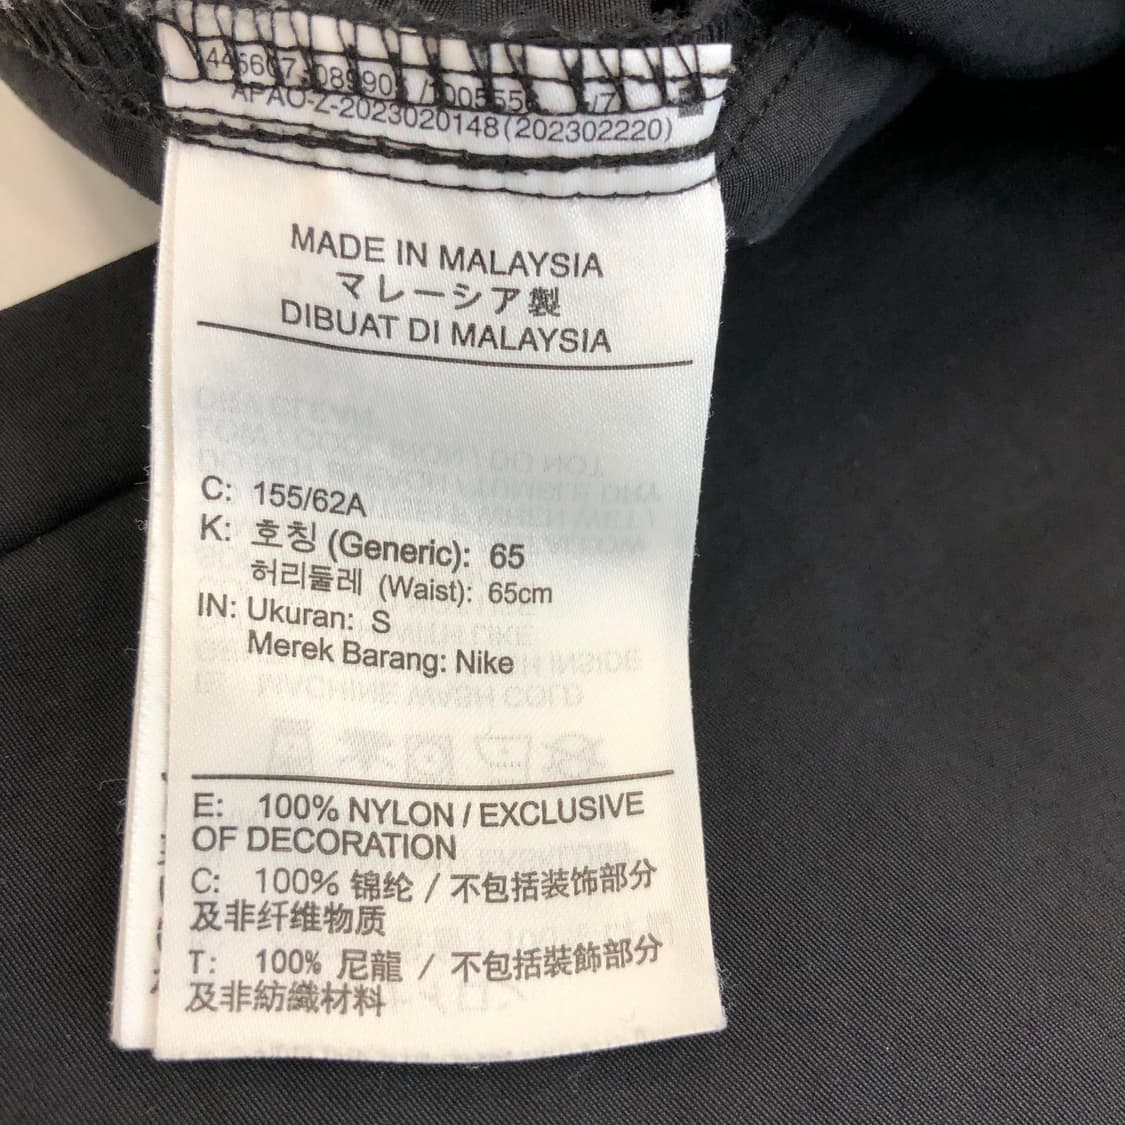 APAO-Z-2023020148(202302220)
MADE IN MALAYSIA
マレーシア製
DIBUAT DI MALAYSIA
C: 155/62A
K: 호칭 (Generic): 65
허리둘레 (Waist): 65cm
IN: Ukuran: S
Merek Barang: Nike
E: 100% NYLON / EXCLUSIVE
OF DECORATION
C: 100% 锦纶 / 不包括装饰部分
及非纤维物质
T: 100% 尼龍 / 不包括裝飾部分
及非紡織材料